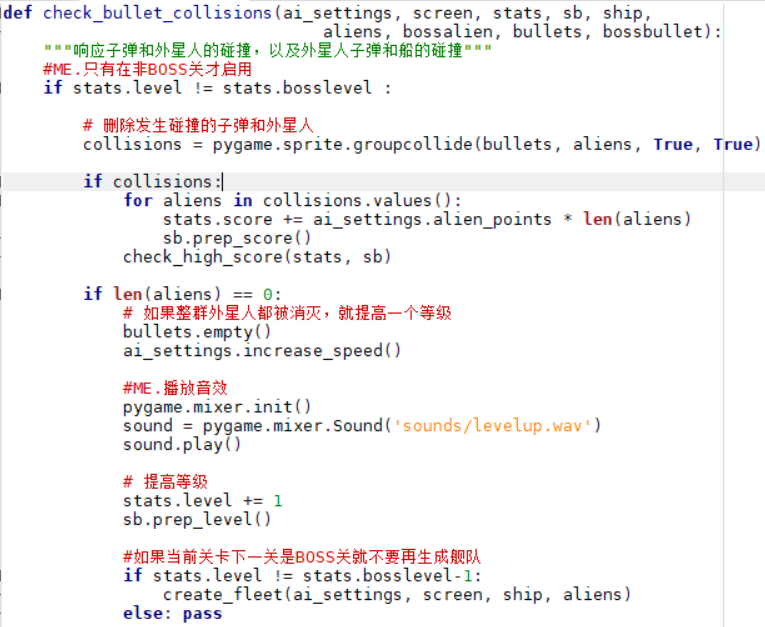 def check_bullet_collisions(ai_settings, screen, stats, sb, ship,
                            aliens, bossalien, bullets, bossbullet):
    """响应子弹和外星人的碰撞，以及外星人子弹和船的碰撞"""
    #ME.只有在非BOSS关才启用
    if stats.level != stats.bosslevel :
        # 删除发生碰撞的子弹和外星人
        collisions = pygame.sprite.groupcollide(bullets, aliens, True, True)
        if collisions:
            for aliens in collisions.values():
                stats.score += ai_settings.alien_points * len(aliens)
                sb.prep_score()
            check_high_score(stats, sb)
        if len(aliens) == 0:
            # 如果整群外星人都被消灭，就提高一个等级
            bullets.empty()
            ai_settings.increase_speed()
            #ME.播放音效
            pygame.mixer.init()
            sound = pygame.mixer.Sound('sounds/levelup.wav')
            sound.play()
            # 提高等级
            stats.level += 1
            sb.prep_level()
            #如果当前关卡下一关是BOSS关就不要再生成舰队
            if stats.level != stats.bosslevel-1:
                create_fleet(ai_settings, screen, ship, aliens)
            else: pass